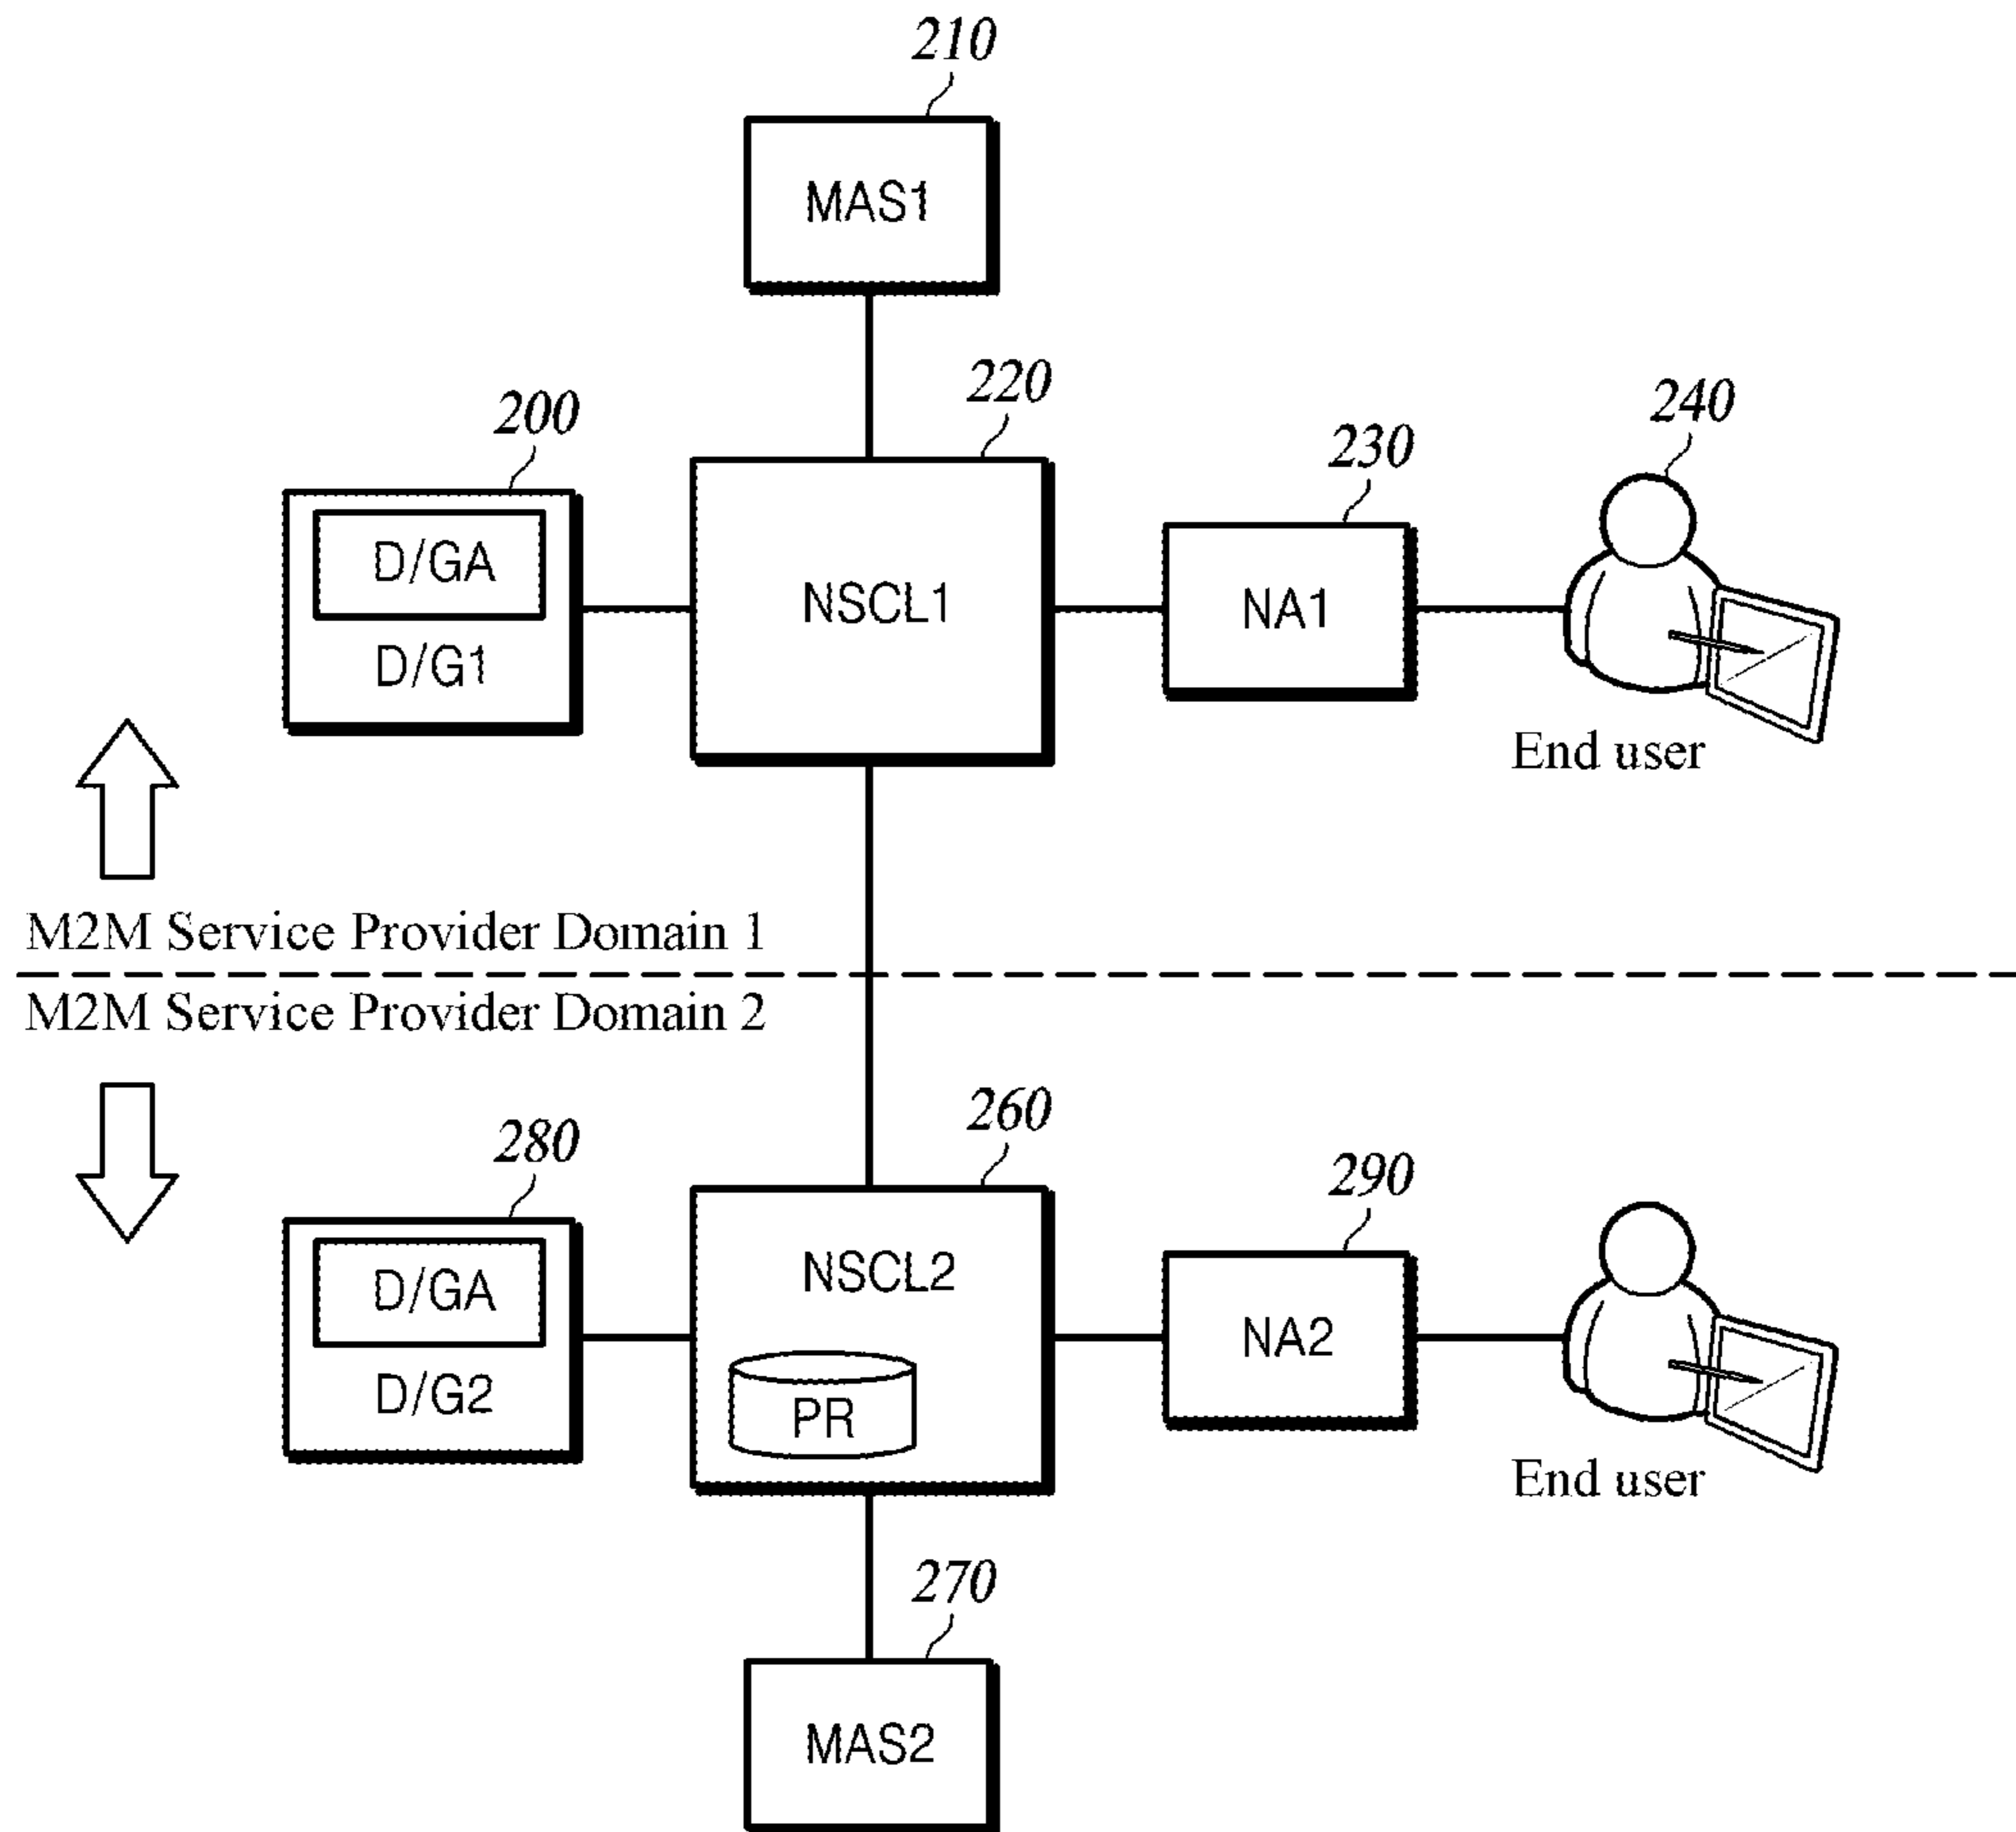 210
MAS1
220
200
240
230
D/GA
NSCL1
NA1
D/G1
End user
M2M Service Provider Domain 1
M2M Service Provider Domain 2
260
280
290
NSCL2
D/GA
NA2
D/G2
PR
End user
270
MAS2